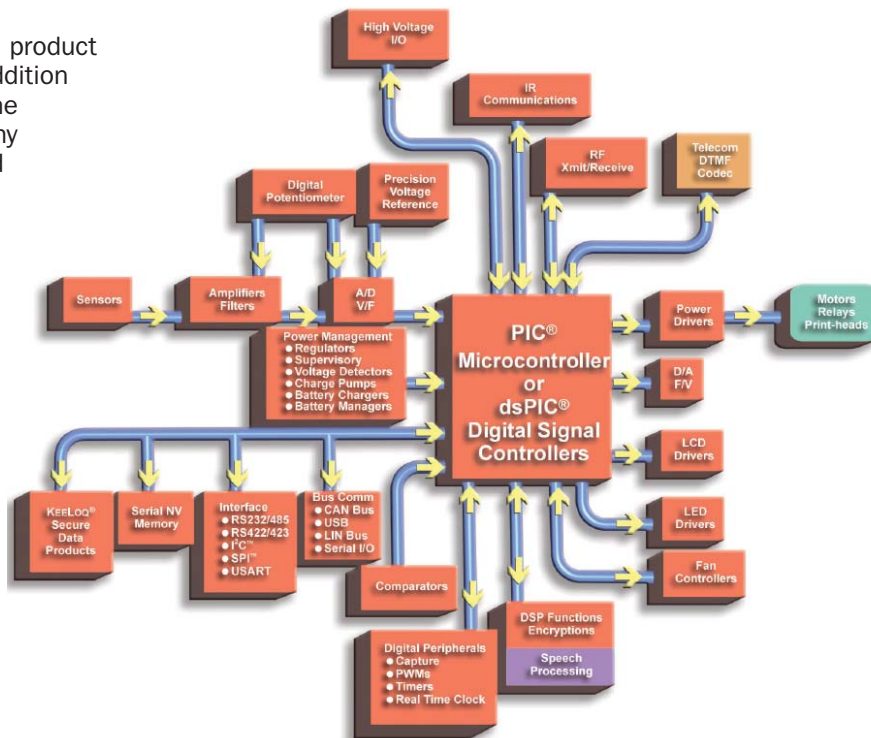 product
ddition
ne
ny
d
High Voltage
I/O
IR
Communications
RF
Xmit/Receive
Telecom
DTMF
Codec
Digital
Potentiometer
Precision
Voltage
Reference
Sensors
Amplifiers
Filters
A/D
V/F
PIC®
Microcontroller
or
dsPIC®
Digital Signal
Controllers
Power
Drivers
Motors
Relays
Print-heads
Power Management
● Regulators
● Supervisory
● Voltage Detectors
● Charge Pumps
● Battery Chargers
● Battery Managers
D/A
F/V
LCD
Drivers
KEELOQ®
Secure
Data
Products
Serial NV
Memory
Interface
● RS232/485
● RS422/423
● I²C™
● SPI™
● USART
Bus Comm
● CAN Bus
● USB
● LIN Bus
● Serial I/O
Comparators
LED
Drivers
Fan
Controllers
Digital Peripherals
● Capture
● PWMs
● Timers
● Real Time Clock
DSP Functions
Encryptions
Speech
Processing